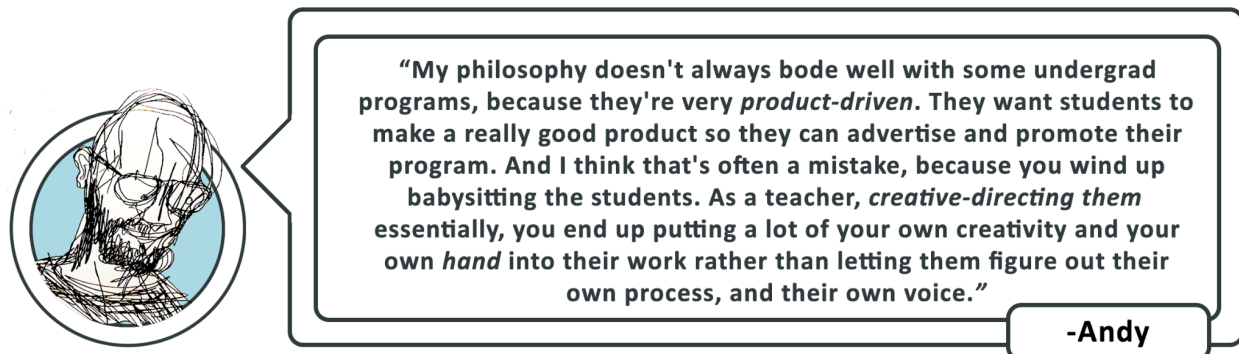 “My philosophy doesn't always bode well with some undergrad
programs, because they're very product-driven. They want students to
make a really good product so they can advertise and promote their
program. And I think that's often a mistake, because you wind up
babysitting the students. As a teacher, creative-directing them
essentially, you end up putting a lot of your own creativity and your
own hand into their work rather than letting them figure out their
own process, and their own voice.”
-Andy